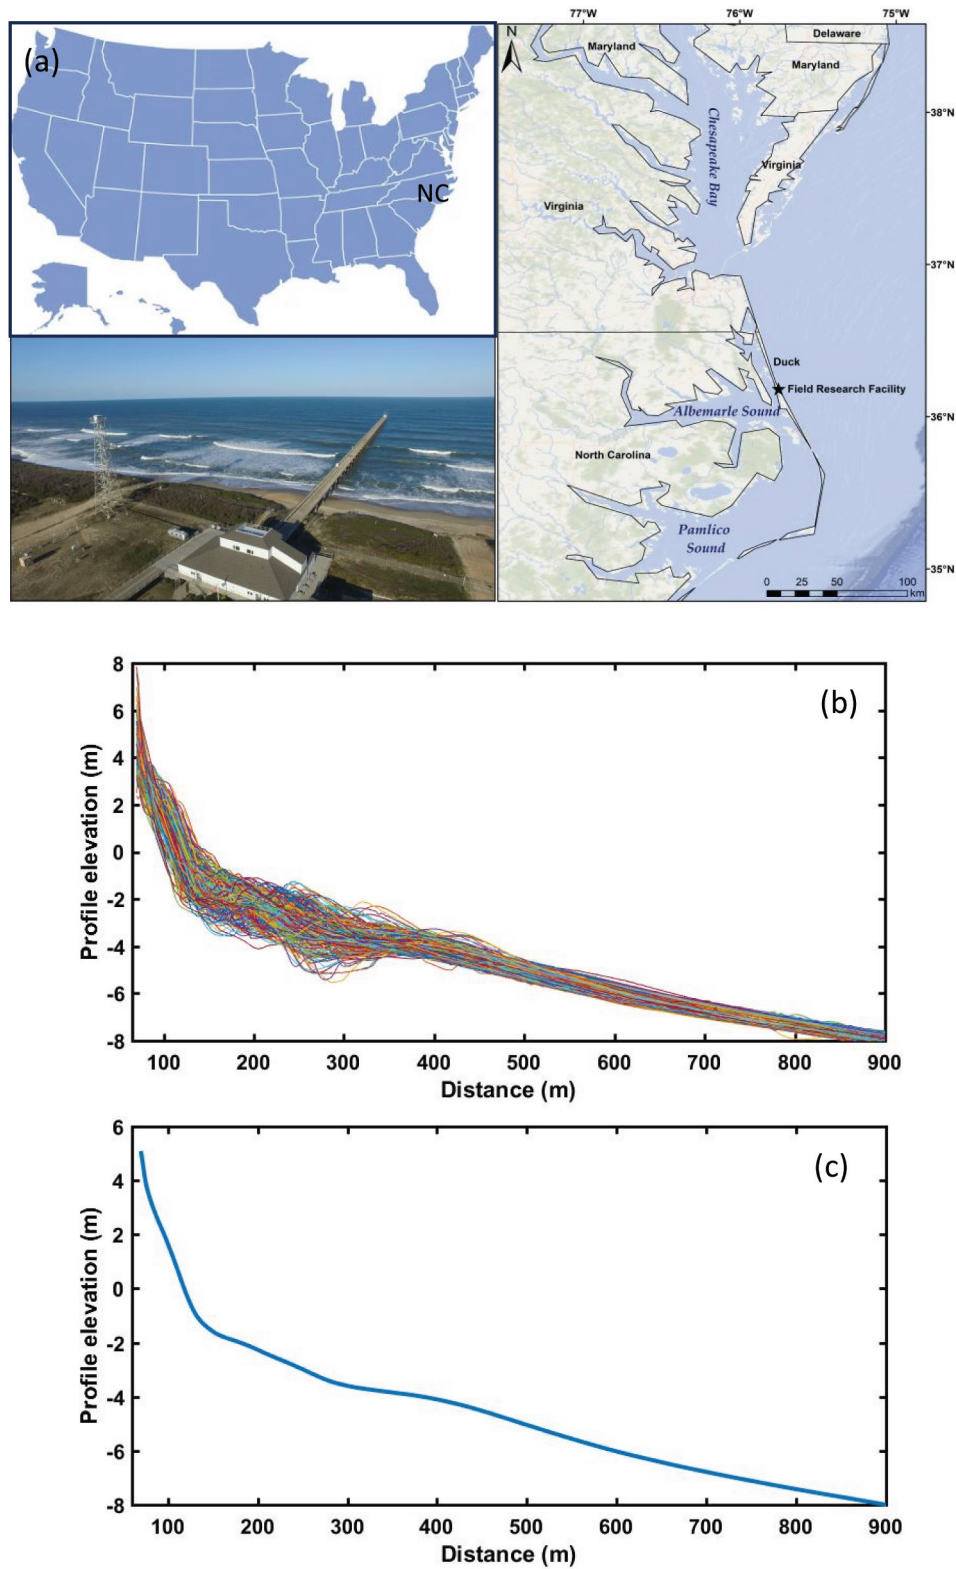 (a)
NC
77°W 76°W 75°W
N
Maryland
Delaware
Maryland
38°N
Chesapeake Bay
Virginia
Virginia
37°N
Duck
Field Research Facility
Albemarle Sound
36°N
North Carolina
Pamlico
Sound
35°N
0 25 50 100
km
(b)
8
6
4
2
0
-2
-4
-6
-8
Profile elevation (m)
100 200 300 400 500 600 700 800 900
Distance (m)
(c)
6
4
2
0
-2
-4
-6
-8
Profile elevation (m)
100 200 300 400 500 600 700 800 900
Distance (m)